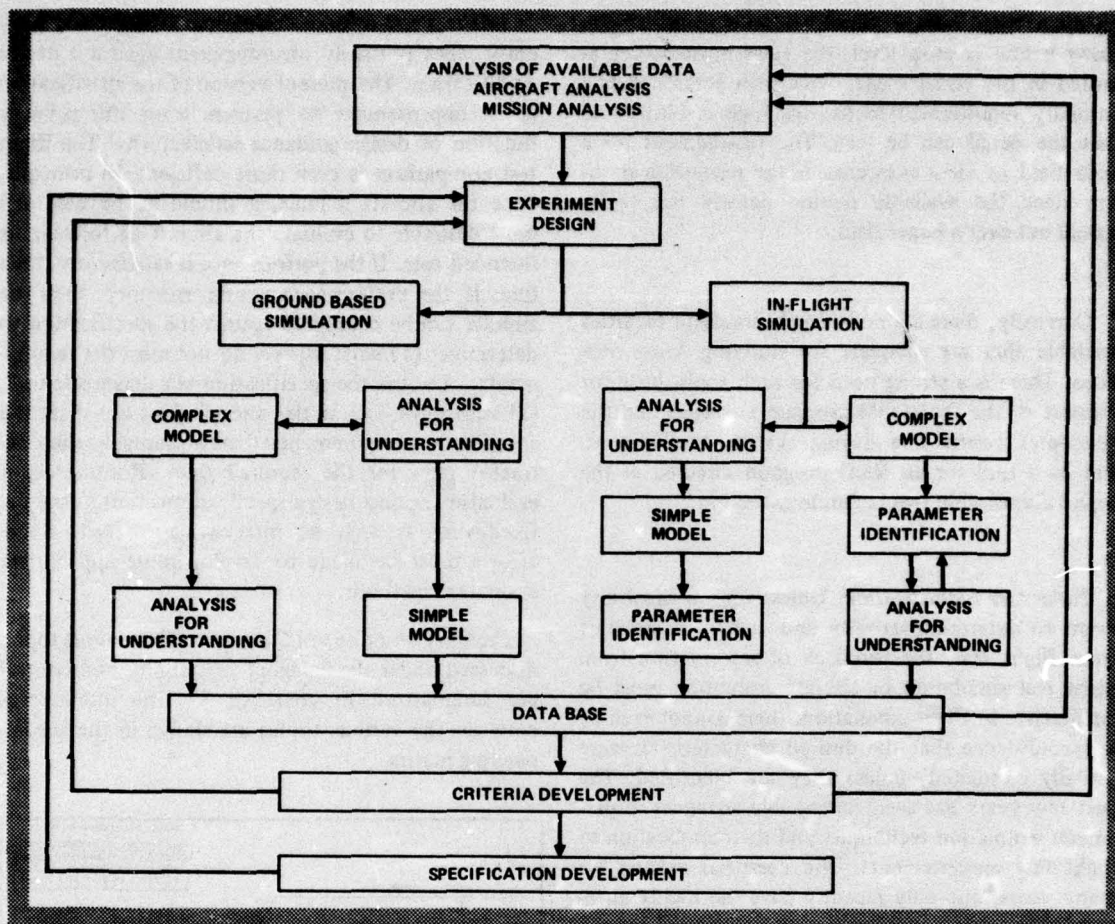 ANALYSIS OF AVAILABLE DATA
AIRCRAFT ANALYSIS
MISSION ANALYSIS
EXPERIMENT
DESIGN
GROUND BASED
SIMULATION
IN-FLIGHT
SIMULATION
COMPLEX
MODEL
ANALYSIS
FOR
UNDERSTANDING
ANALYSIS
FOR
UNDERSTANDING
COMPLEX
MODEL
SIMPLE
MODEL
PARAMETER
IDENTIFICATION
ANALYSIS
FOR
UNDERSTANDING
SIMPLE
MODEL
PARAMETER
IDENTIFICATION
ANALYSIS
FOR
UNDERSTANDING
DATA BASE
CRITERIA DEVELOPMENT
SPECIFICATION DEVELOPMENT